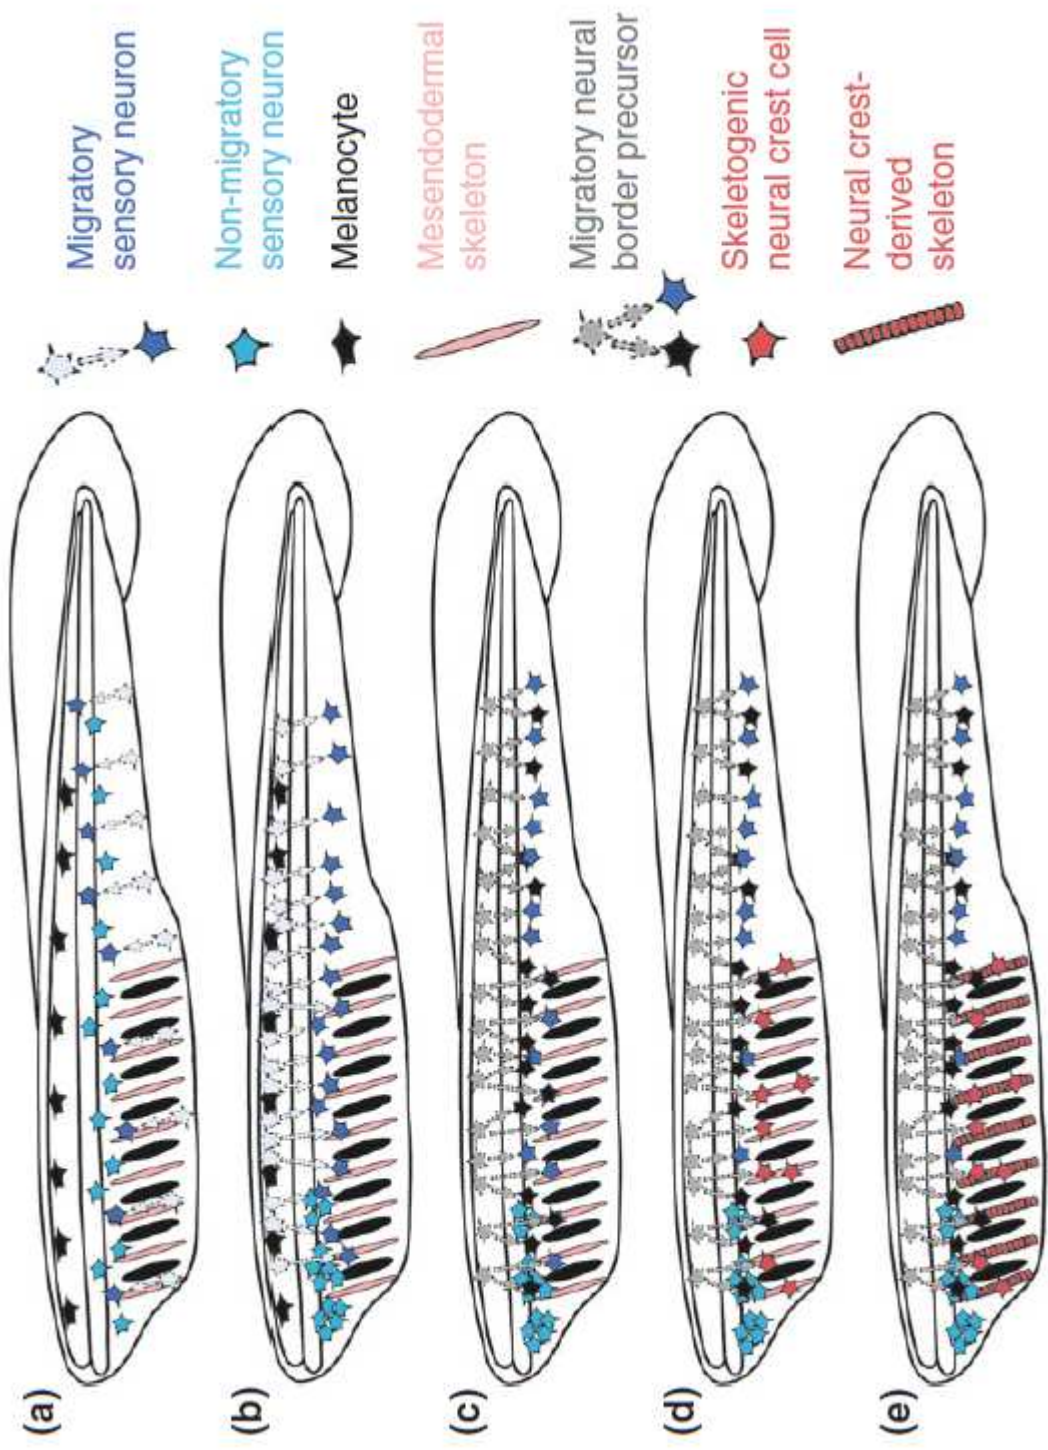 (a)
(b)
(c)
(d)
(e)
Migratory
sensory neuron
Non-migratory
sensory neuron
Melanocyte
Mesendodermal
skeleton
Migratory neural
border precursor
Skeletogenic
neural crest cell
Neural crest-
derived
skeleton